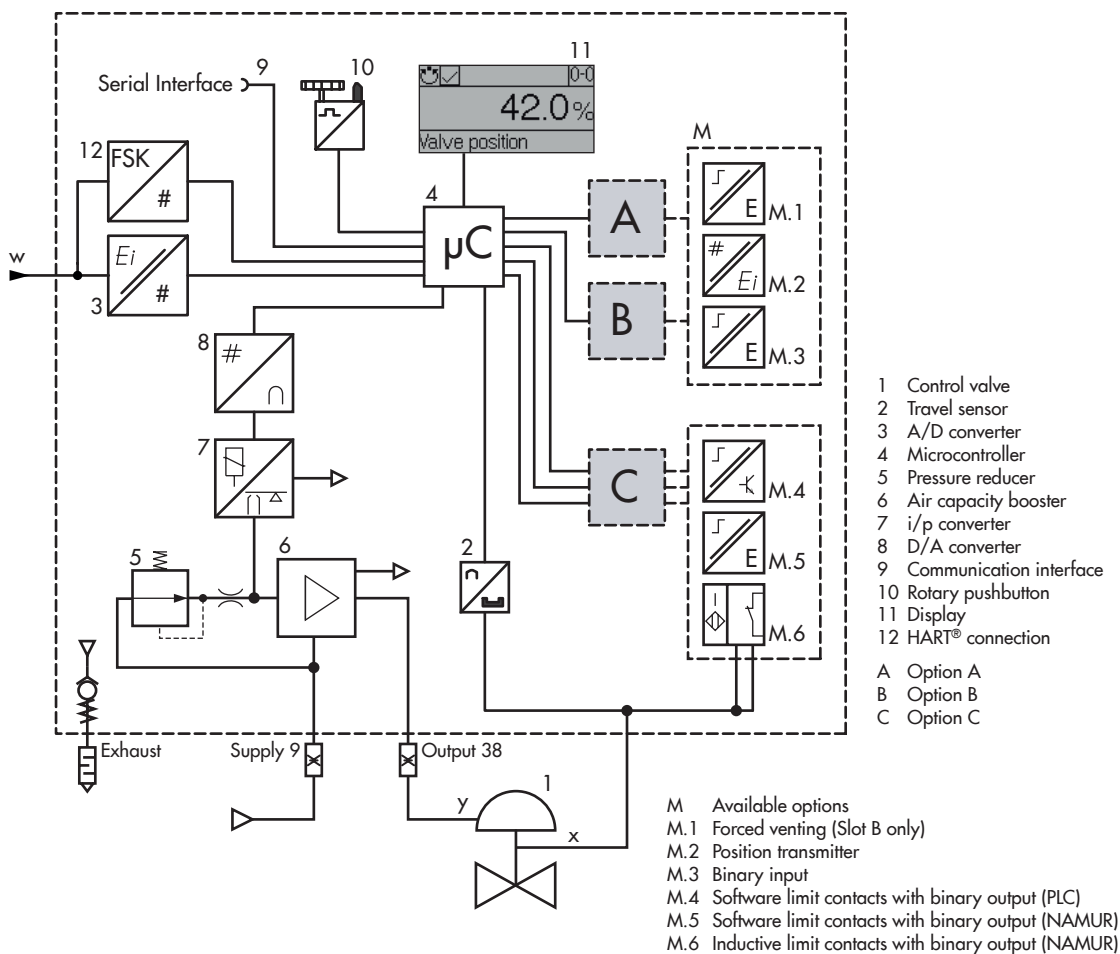 Serial Interface
9
10
11
0-0
42.0%
Valve position
M
12
FSK
#
4
A
E
M.1
w
Ei
#
3
µC
#
Ei
M.2
B
E
M.3
8
#
7
C
M.4
5
6
2
E
M.5
M.6
1 Control valve
2 Travel sensor
3 A/D converter
4 Microcontroller
5 Pressure reducer
6 Air capacity booster
7 i/p converter
8 D/A converter
9 Communication interface
10 Rotary pushbutton
11 Display
12 HART® connection
A Option A
B Option B
C Option C
Exhaust
Supply 9
Output 38
1
y
x
M Available options
M.1 Forced venting (Slot B only)
M.2 Position transmitter
M.3 Binary input
M.4 Software limit contacts with binary output (PLC)
M.5 Software limit contacts with binary output (NAMUR)
M.6 Inductive limit contacts with binary output (NAMUR)